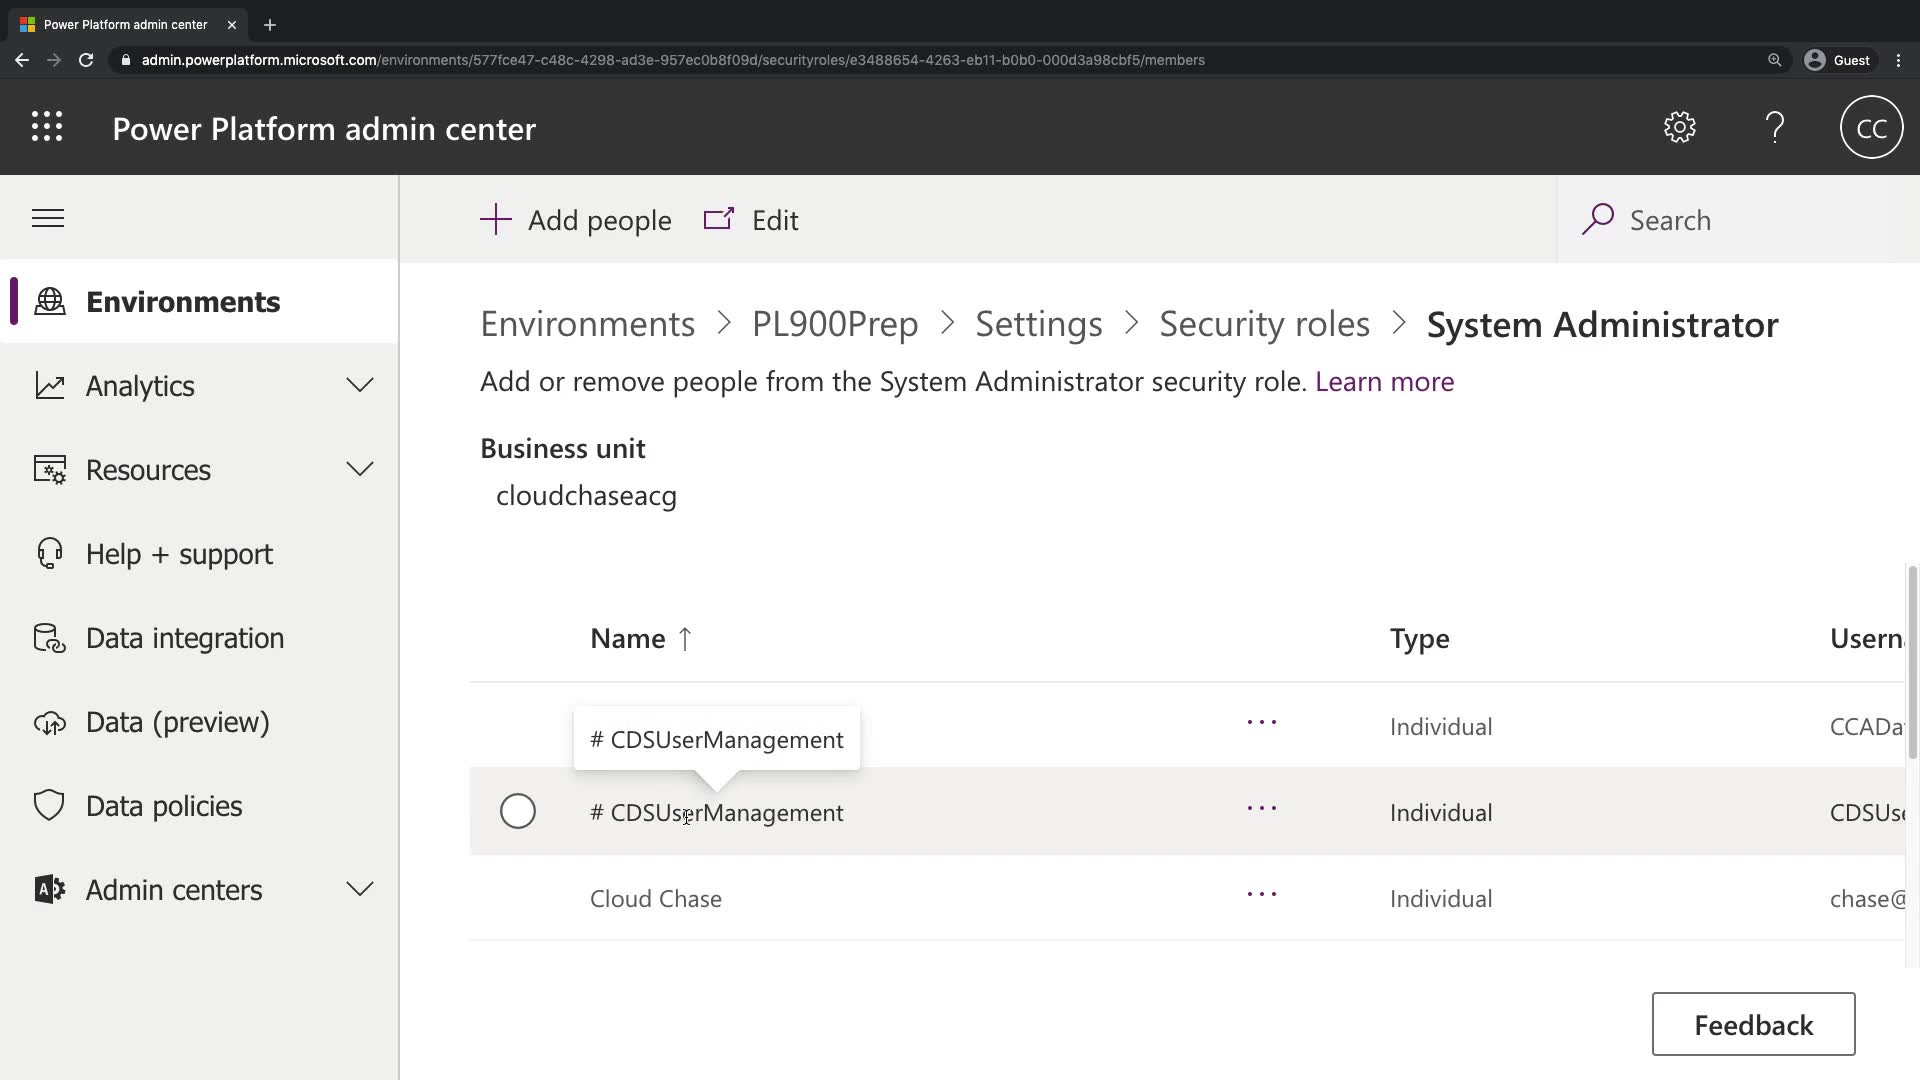 Power Platform admin center
admin.powerplatform.microsoft.com/environments/577fce47-c48c-4298-ad3e-957ec0b8f09d/securityroles/e3488654-4263-eb11-b0b0-000d3a98cbf5/members
Guest
Power Platform admin center
CC
Add people
Edit
Search
Environments
Analytics
Resources
Help + support
Data integration
Data (preview)
Data policies
Admin centers
Environments > PL900Prep > Settings > Security roles > System Administrator
Add or remove people from the System Administrator security role. Learn more
Business unit
cloudchaseacg
Name ↑ Type
# CDSUserManagement
Individual
# CDSUserManagement Individual
Cloud Chase Individual chase@
Feedback